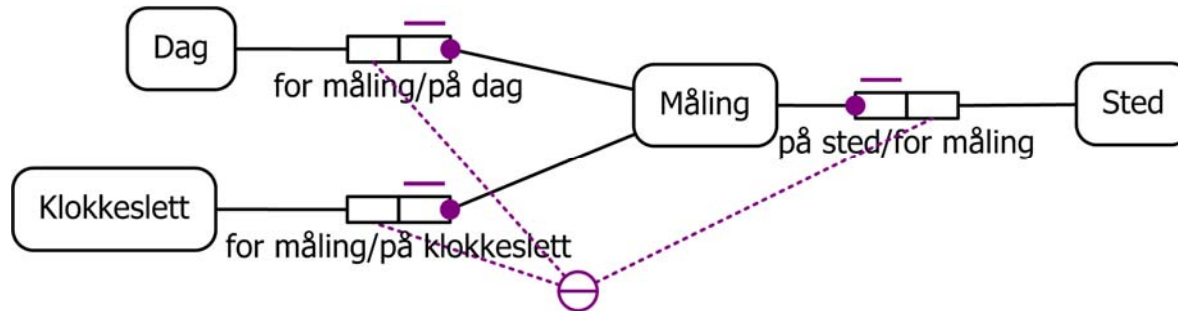 Dag
for måling/på dag
Måling
Sted
på sted/for måling
Klokkeslett
for måling/på klokkeslett